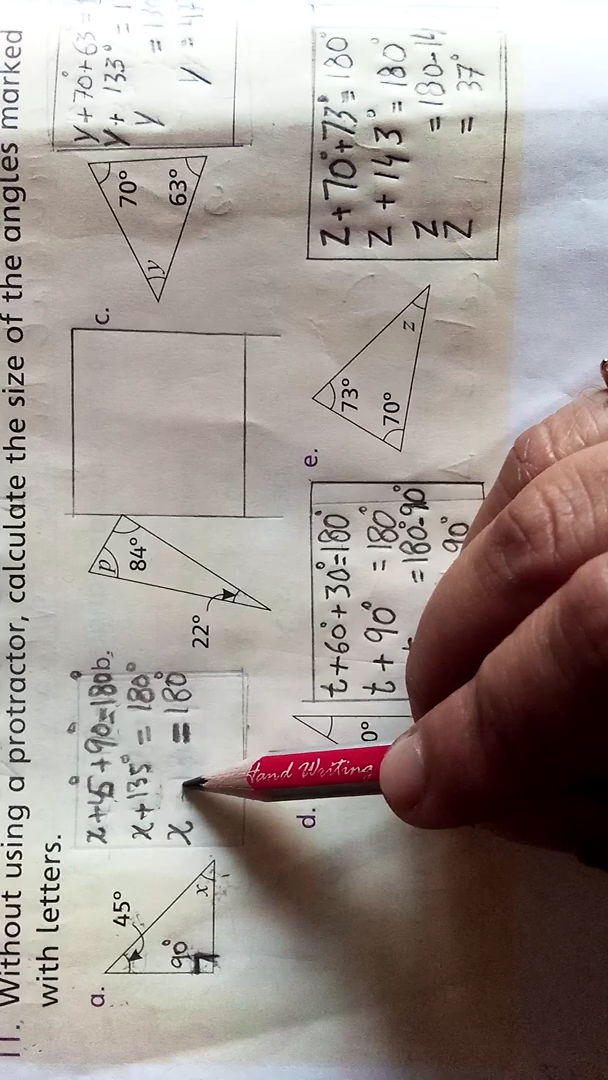 11. Without using a protractor, calculate the size of the angles marked
with letters.
a.
45°
90°
x
x+45°+90°=180°
x+135° = 180°
x = 180°
b.
p
84°
22°
c.
70°
63°
y
y+70°+63°
y+ 133° =
y =
y =
d.
t+60°+30°=180°
t + 90° = 180°
= 180°-90°
90°
e.
73°
70°
z
Z+70°+73°=180°
Z + 143° = 180°
Z = 180-14
Z = 37°
Hand Writing